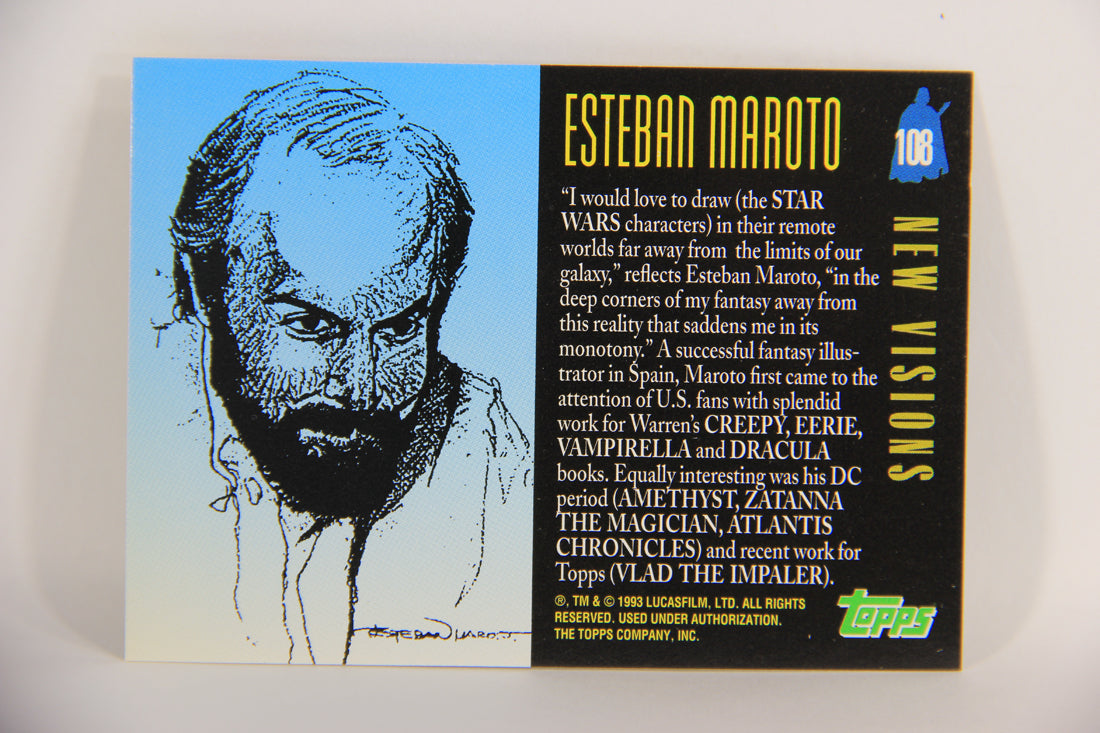 ESTEBAN MAROTO
108
NEW VISIONS
“I would love to draw (the STAR
WARS characters) in their remote
worlds far away from the limits of our
galaxy,” reflects Esteban Maroto, “in the
deep corners of my fantasy away from
this reality that saddens me in its
monotony.” A successful fantasy illus-
trator in Spain, Maroto first came to the
attention of U.S. fans with splendid
work for Warren’s CREEPY, EERIE,
VAMPIRELLA and DRACULA
books. Equally interesting was his DC
period (AMETHYST, ZATANNA
THE MAGICIAN, ATLANTIS
CHRONICLES) and recent work for
Topps (VLAD THE IMPALER).
®, TM & © 1993 LUCASFILM, LTD. ALL RIGHTS
RESERVED. USED UNDER AUTHORIZATION.
THE TOPPS COMPANY, INC.
topps
ESTEBAN MAROTO